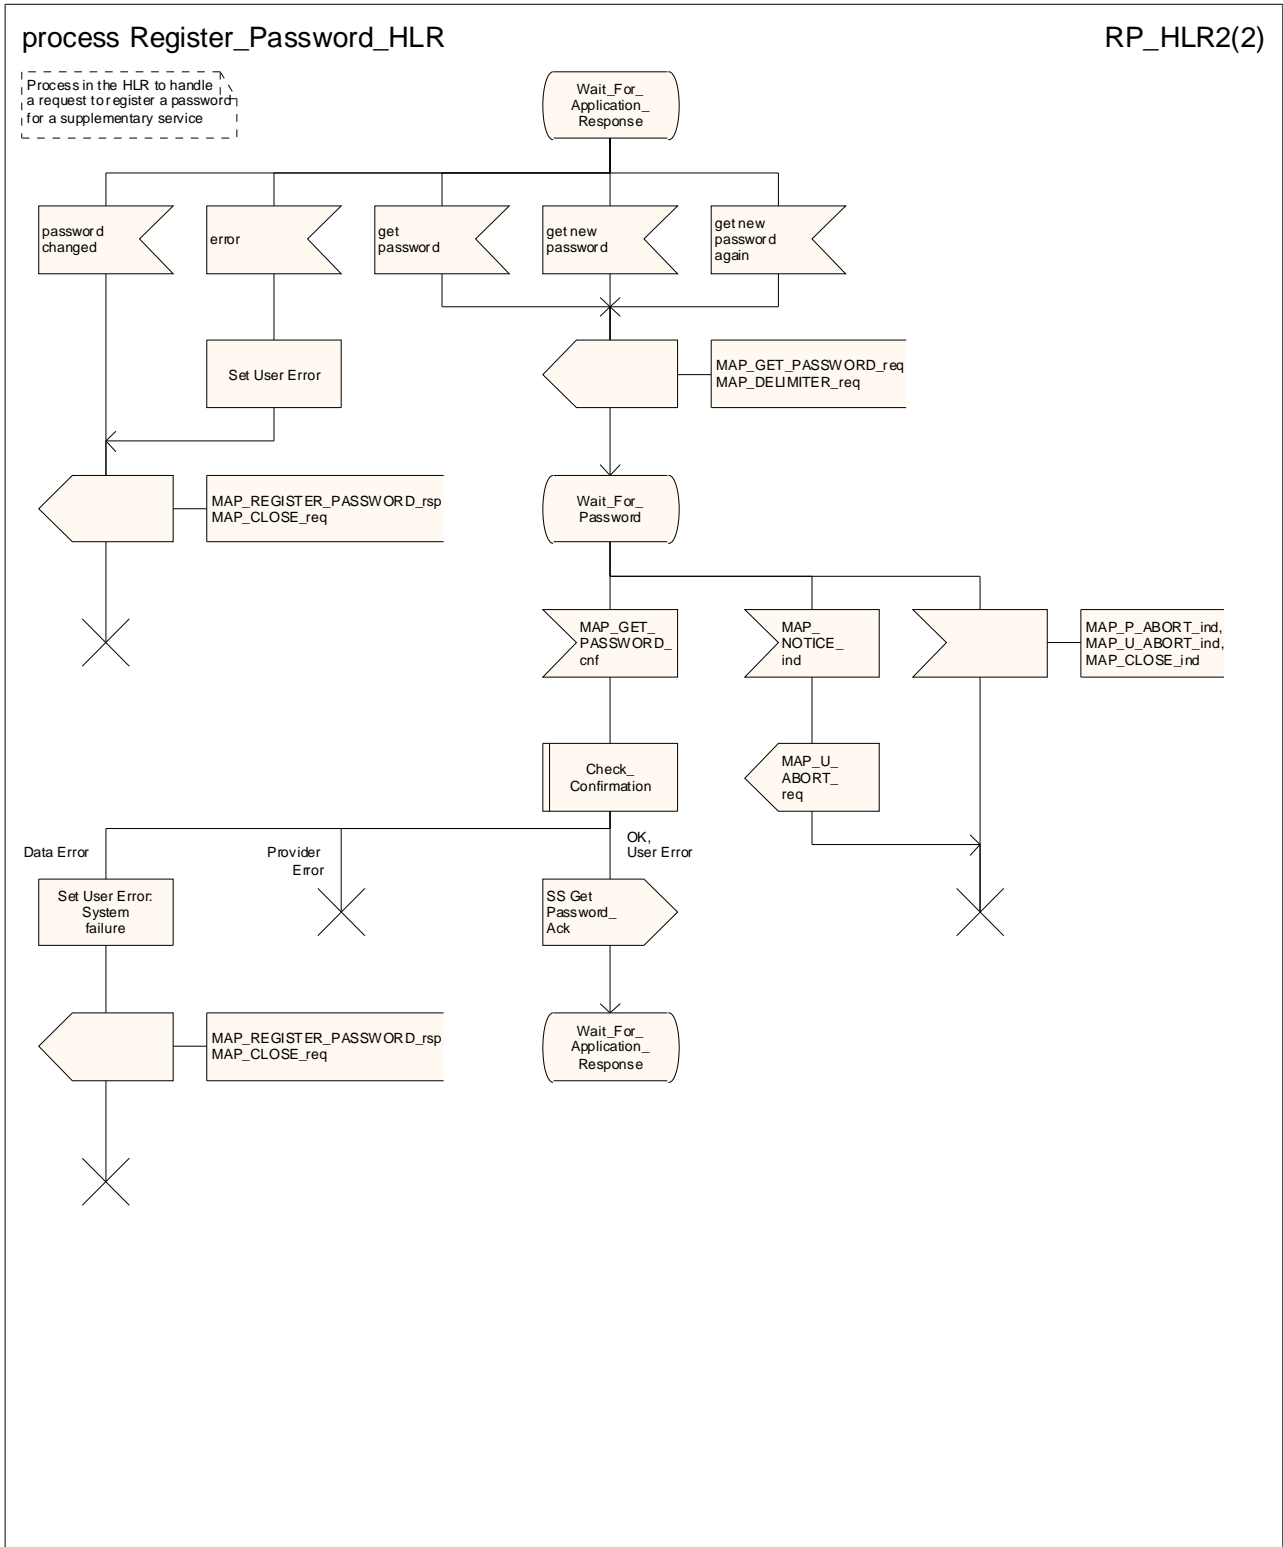 process Register_Password_HLR
RP_HLR2(2)
Process in the HLR to handle
a request to register a password
for a supplementary service
Wait_For_
Application_
Response
password
changed
error
get
password
get new
password
get new
password
again
Set User Error
MAP_GET_PASSWORD_req
MAP_DELIMITER_req
MAP_REGISTER_PASSWORD_rsp
MAP_CLOSE_req
Wait_For_
Password
MAP_GET_
PASSWORD_
cnf
MAP_
NOTICE_
ind
MAP_P_ABORT_ind,
MAP_U_ABORT_ind,
MAP_CLOSE_ind
Check_
Confirmation
MAP_U_
ABORT_
req
Data Error
Provider
Error
OK,
User Error
Set User Error:
System
failure
SS Get
Password_
Ack
MAP_REGISTER_PASSWORD_rsp
MAP_CLOSE_req
Wait_For_
Application_
Response